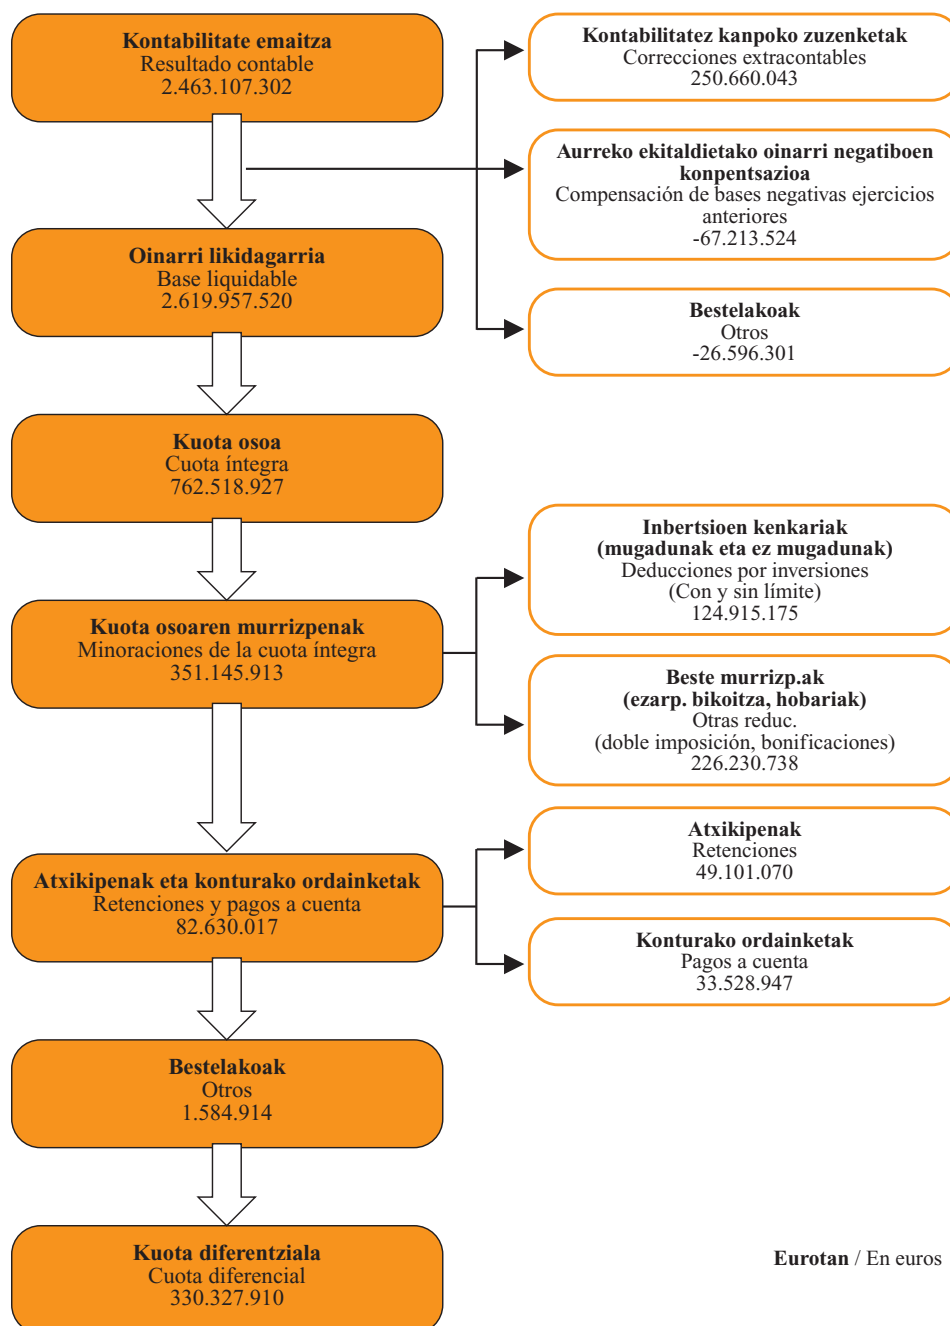 Kontabilitate emaitza
Resultado contable
2.463.107.302
Kontabilitatez kanpoko zuzenketak
Correcciones extracontables
250.660.043
Aurreko ekitaldietako oinarri negatiboen
konpentsazioa
Compensación de bases negativas ejercicios
anteriores
-67.213.524
Oinarri likidagarria
Base liquidable
2.619.957.520
Bestelakoak
Otros
-26.596.301
Kuota osoa
Cuota íntegra
762.518.927
Inbertsioen kenkariak
(mugadunak eta ez mugadunak)
Deducciones por inversiones
(Con y sin límite)
124.915.175
Kuota osoaren murrizpenak
Minoraciones de la cuota íntegra
351.145.913
Beste murrizp.ak
(ezarp. bikoitza, hobariak)
Otras reduc.
(doble imposición, bonificaciones)
226.230.738
Atxikipenak
Retenciones
49.101.070
Atxikipenak eta konturako ordainketak
Retenciones y pagos a cuenta
82.630.017
Konturako ordainketak
Pagos a cuenta
33.528.947
Bestelakoak
Otros
1.584.914
Kuota diferentziala
Cuota diferencial
330.327.910
Eurotan / En euros